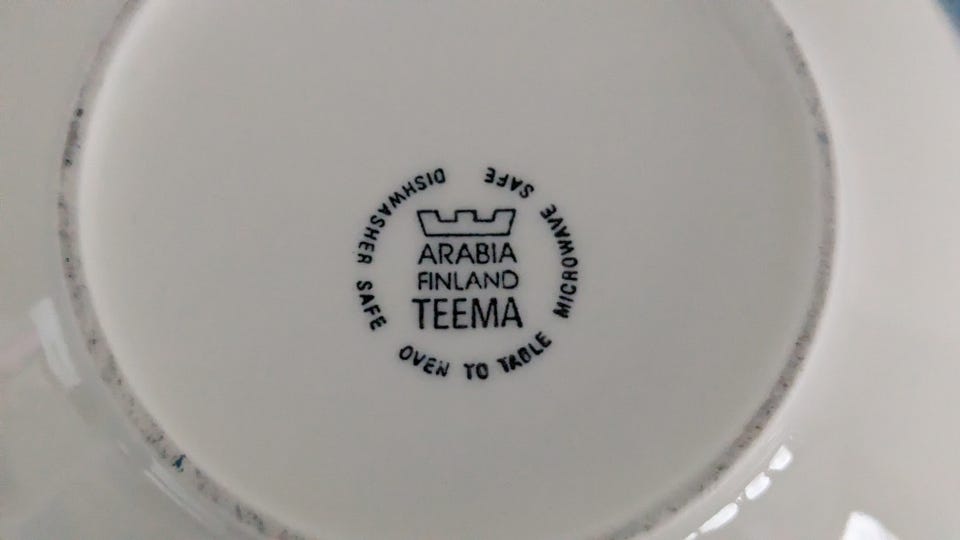 ARABIA
FINLAND
TEEMA
DISHWASHER SAFE OVEN TO TABLE MICROWAVE SAFE